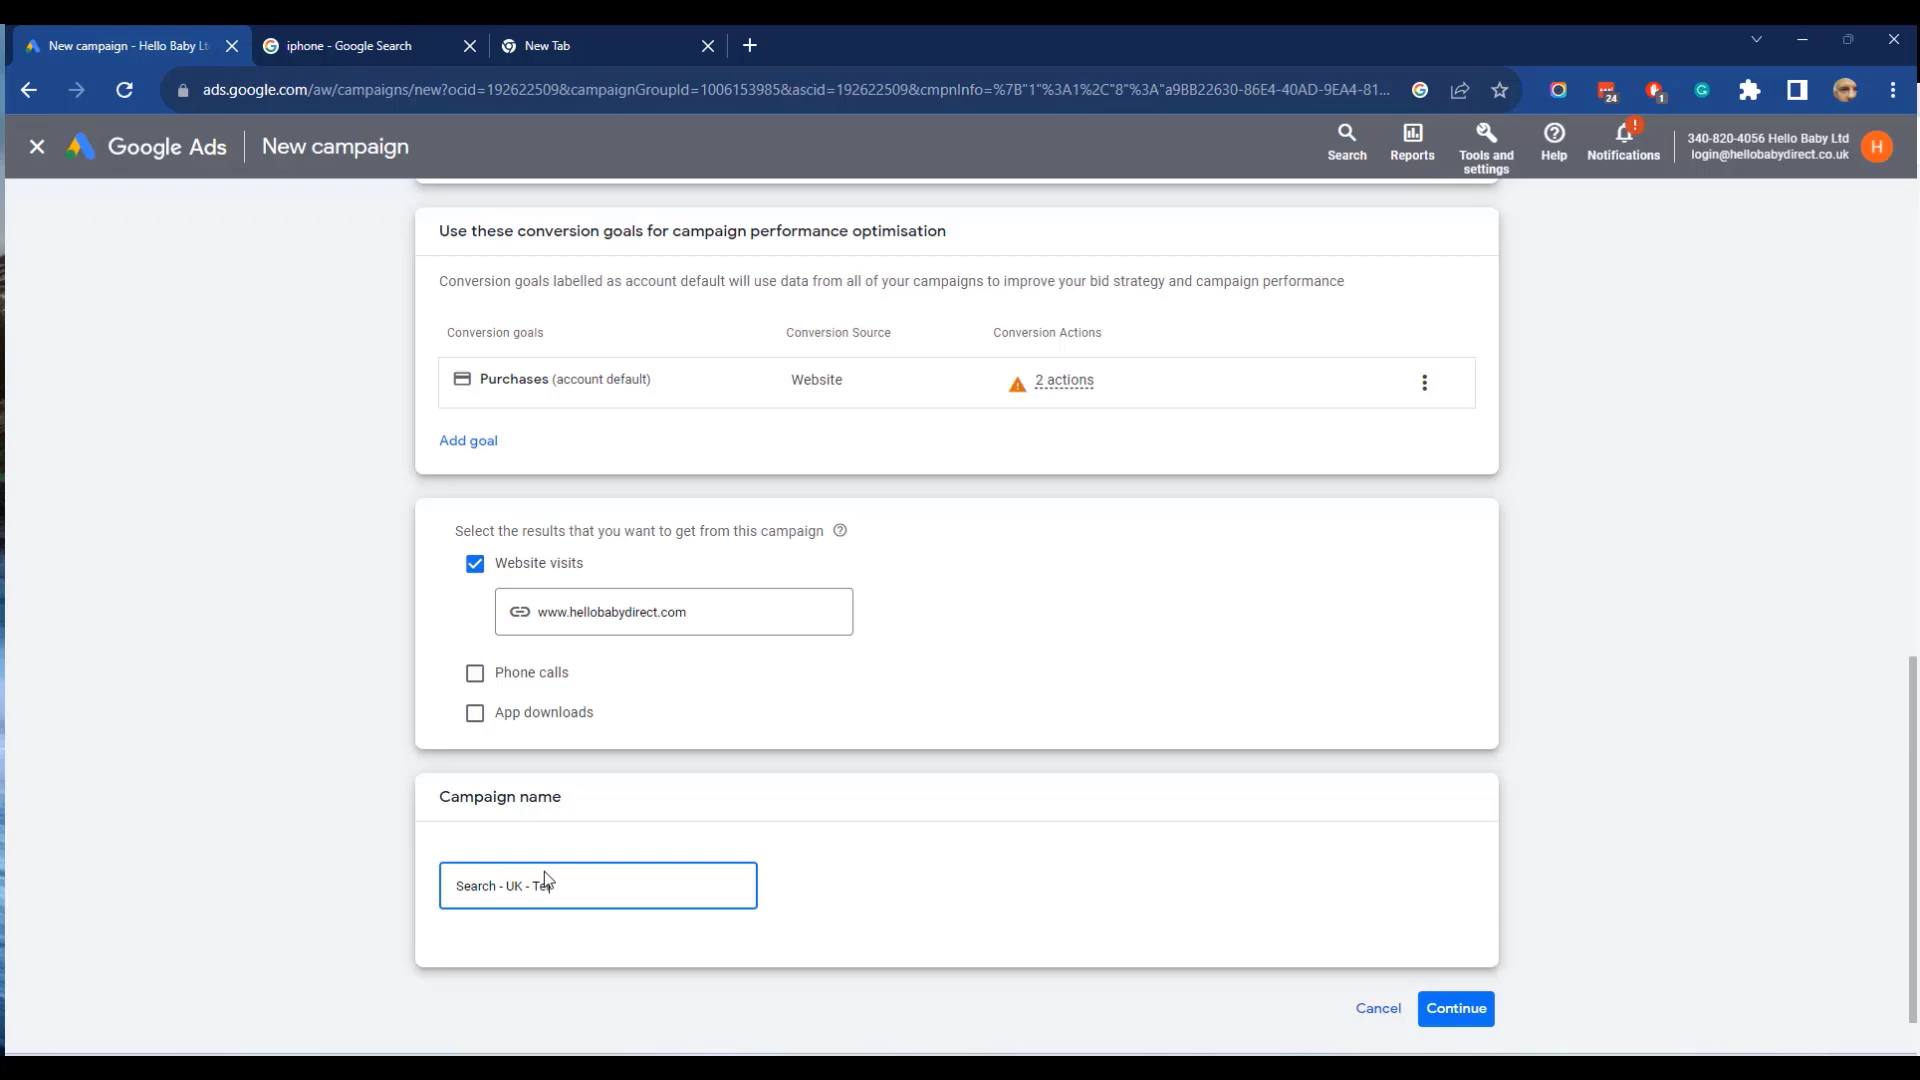 New campaign - Hello Baby Lt
iphone - Google Search
New Tab
ads.google.com/aw/campaigns/new?ocid=192622509&campaignGroupId=1006153985&ascid=192622509&cmpnInfo=%7B"1"%3A1%2C"8"%3A"a9BB22630-86E4-40AD-9EA4-81...
24
1
Google Ads
New campaign
Search
Reports
Tools and settings
Help
Notifications
340-820-4056 Hello Baby Ltd
login@hellobabydirect.co.uk
H
Use these conversion goals for campaign performance optimisation
Conversion goals labelled as account default will use data from all of your campaigns to improve your bid strategy and campaign performance
Conversion goals
Conversion Source
Conversion Actions
Purchases (account default)
Website
2 actions
Add goal
Select the results that you want to get from this campaign
Website visits
www.hellobabydirect.com
Phone calls
App downloads
Campaign name
Search - UK -
Cancel
Continue